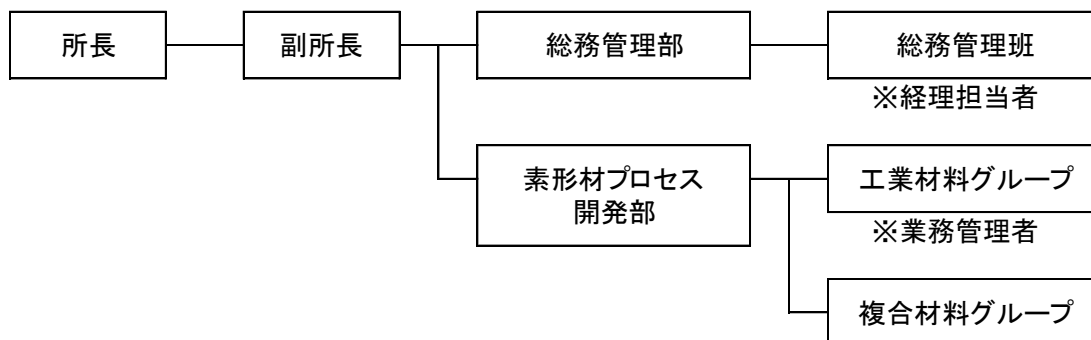 所長
副所長
総務管理部
総務管理班
※経理担当者
素形材プロセス
開発部
工業材料グループ
※業務管理者
複合材料グループ